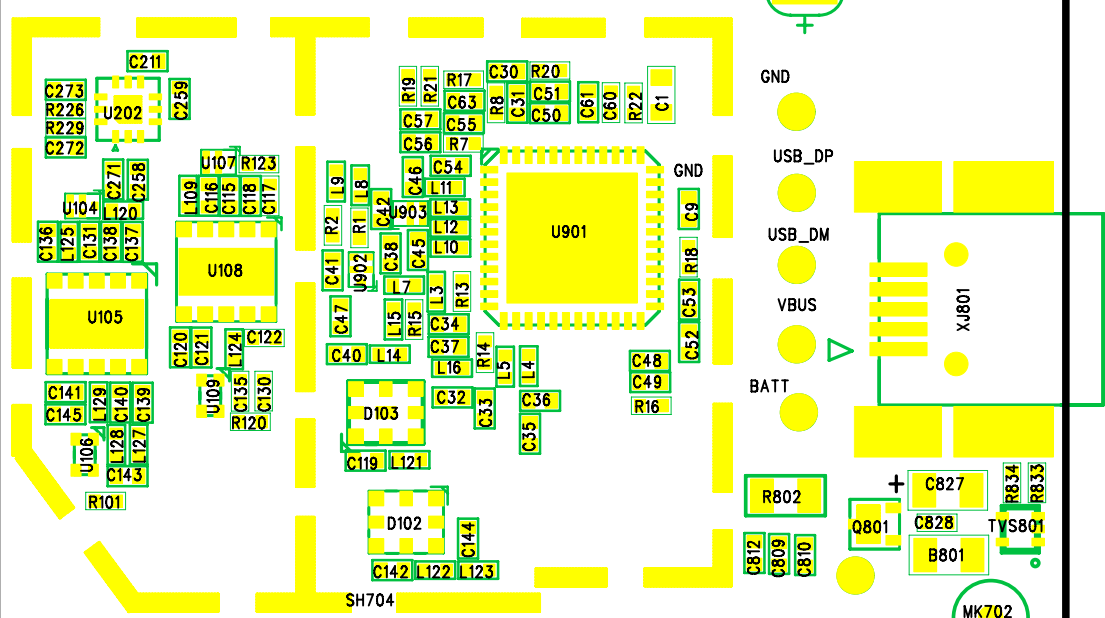 C211
C273
R226
R229
C272
U202
C259
R19
R21
R17
C30
R20
C63
R8
C31
C51
C50
C61
C60
R22
C1
C57
C55
C56
R7
+
GND
USB_DP
USB_DM
VBUS
BATT
U107
R123
C271
C258
L109
C116
C115
C118
C117
U104
L120
C136
L125
C131
C138
C137
U108
U105
L9
L8
C46
C54
L11
R2
R1
C42
U903
L13
L12
L10
C41
U902
C38
C45
L7
L3
R13
C47
L15
R15
C34
C37
C40
L14
L16
R14
L5
L4
U901
GND
C9
R18
C53
C52
C48
C49
R16
XJ801
C120
C121
L124
C122
U109
C135
C130
R120
C141
C145
L129
C140
C139
U106
L128
L127
C143
R101
D103
C32
C33
C36
C35
C119
L121
D102
C144
C142
L122
L123
SH704
R802
+
C827
R834
R833
Q801
C828
TVS801
B801
C812
C809
C810
MK702